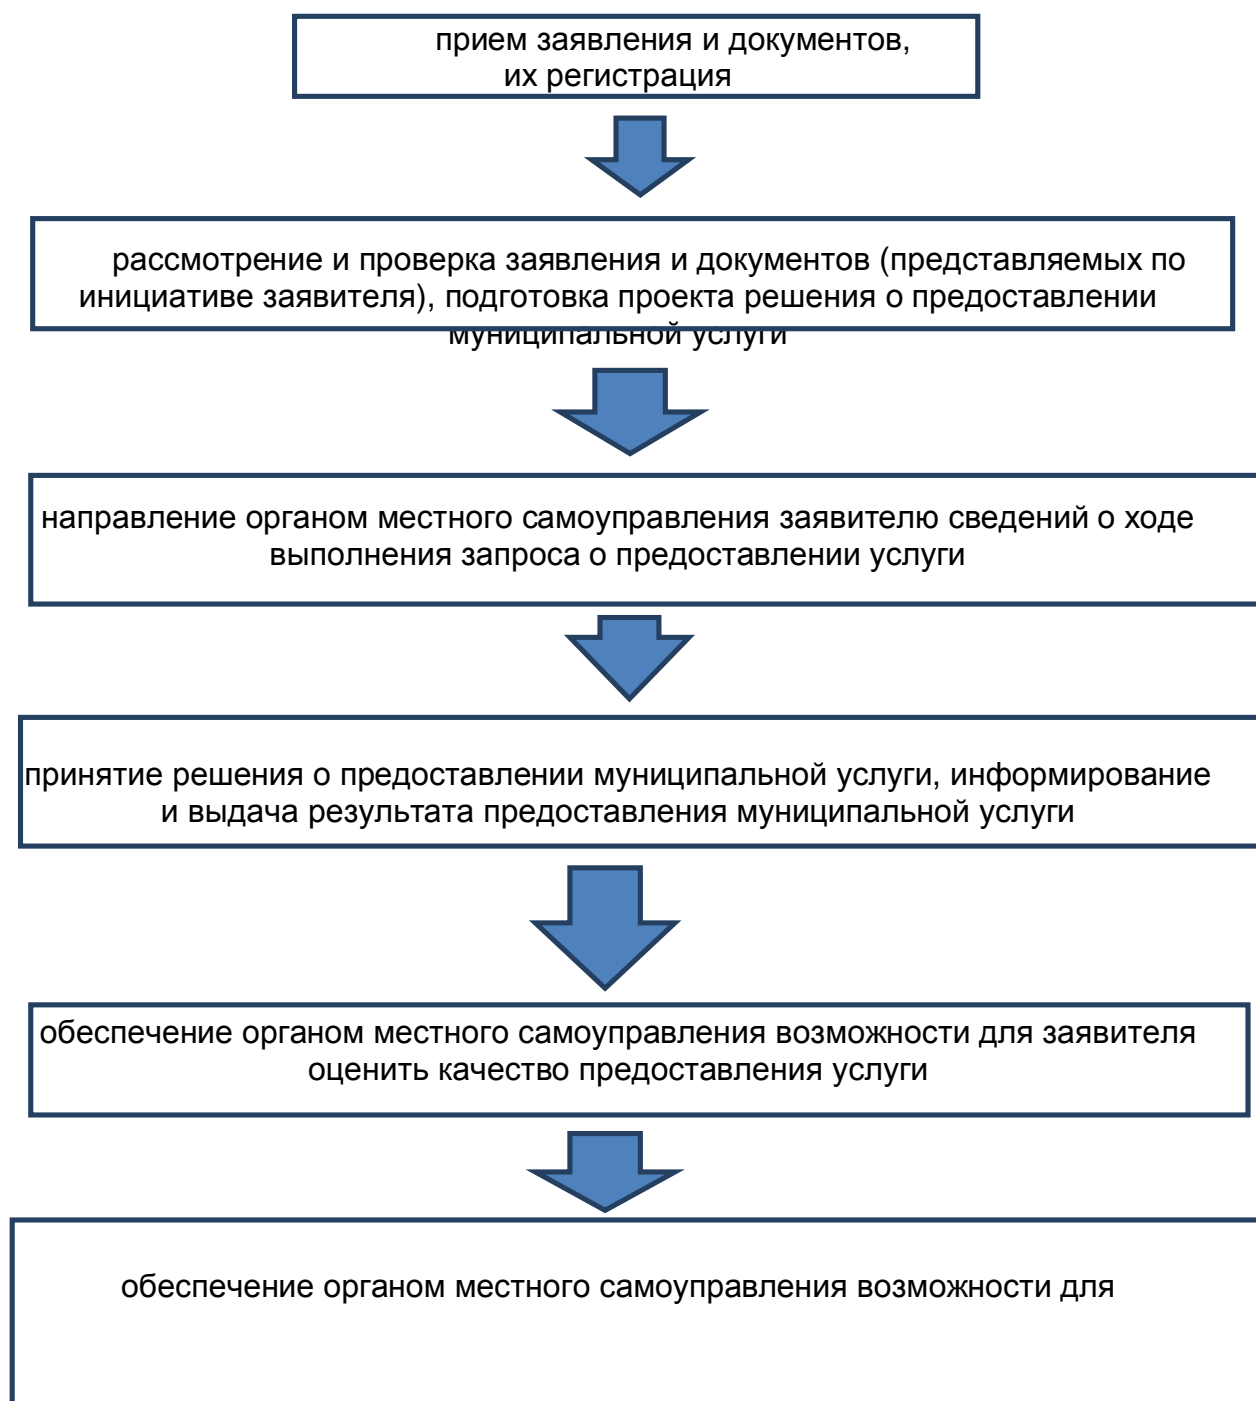 прием заявления и документов,
их регистрация
рассмотрение и проверка заявления и документов (представляемых по
инициативе заявителя), подготовка проекта решения о предоставлении
муниципальной услуги
направление органом местного самоуправления заявителю сведений о ходе
выполнения запроса о предоставлении услуги
принятие решения о предоставлении муниципальной услуги, информирование
и выдача результата предоставления муниципальной услуги
обеспечение органом местного самоуправления возможности для заявителя
оценить качество предоставления услуги
обеспечение органом местного самоуправления возможности для